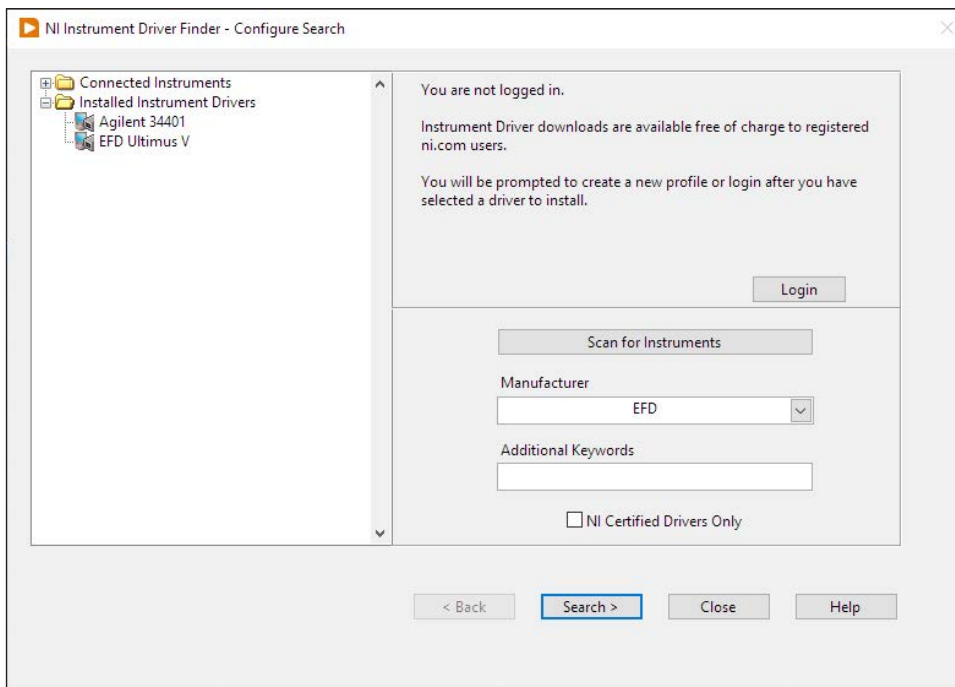 NI Instrument Driver Finder - Configure Search
Connected Instruments
Installed Instrument Drivers
Agilent 34401
EFD Ultimus V
You are not logged in.
Instrument Driver downloads are available free of charge to registered
ni.com users.
You will be prompted to create a new profile or login after you have
selected a driver to install.
Login
Scan for Instruments
Manufacturer
EFD
Additional Keywords
NI Certified Drivers Only
< Back
Search >
Close
Help